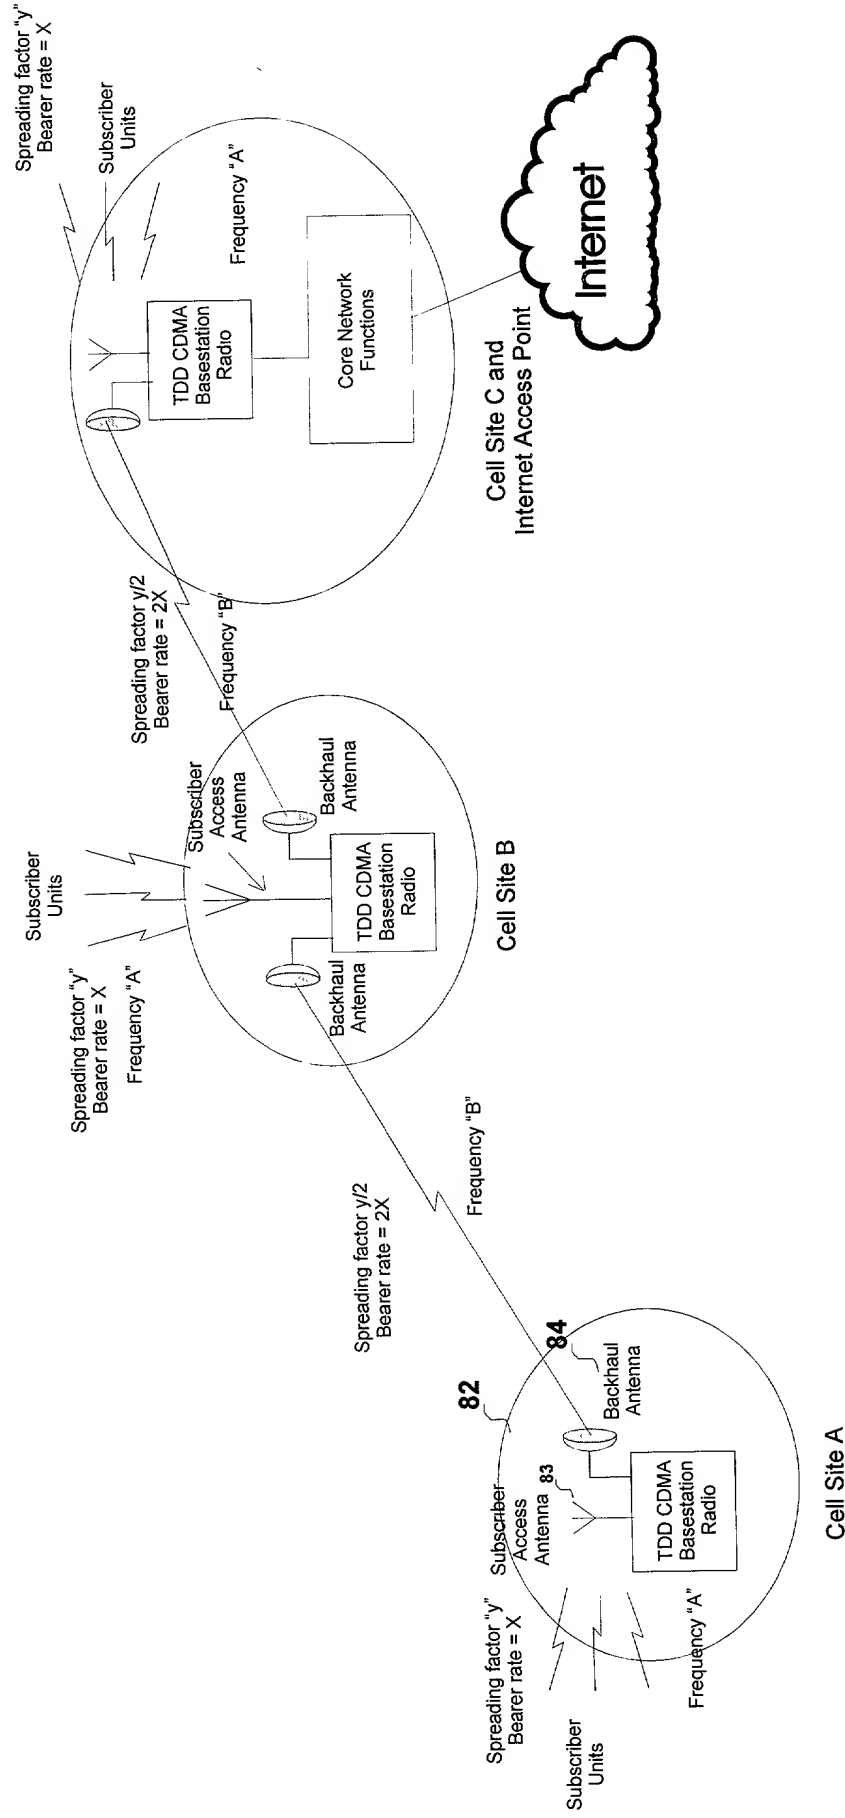 Subscriber
Units
Spreading factor "y"
Bearer rate = X
Frequency "A"
Subscriber
Access
Antenna
83
82
84
Backhaul
Antenna
TDD CDMA
Basestation
Radio
Cell Site A
Spreading factor y/2
Bearer rate = 2X
Frequency "B"
Spreading factor "y"
Bearer rate = X
Frequency "A"
Subscriber
Units
Subscriber
Access
Antenna
Backhaul
Antenna
Backhaul
Antenna
TDD CDMA
Basestation
Radio
Cell Site B
Spreading factor y/2
Bearer rate = 2X
Frequency "B"
Spreading factor "y"
Bearer rate = X
Subscriber
Units
Frequency "A"
TDD CDMA
Basestation
Radio
Core Network
Functions
Cell Site C and
Internet Access Point
Internet